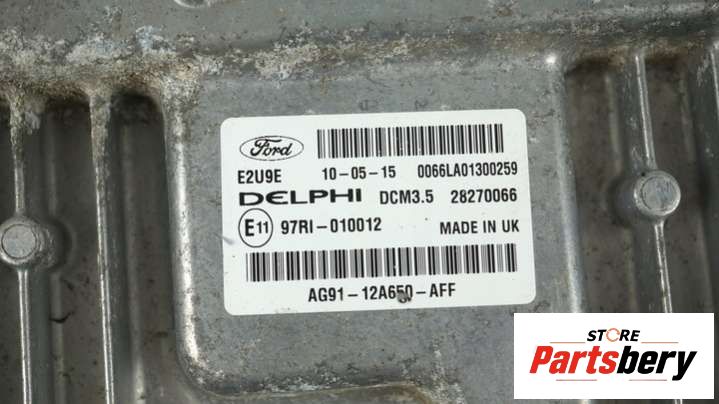 Ford
E2U9E 10-05-15 0066LA01300259
DELPHI DCM3.5 28270066
E11 97RI-010012 MADE IN UK
AG91-12A650-AFF
STORE
Partsbery